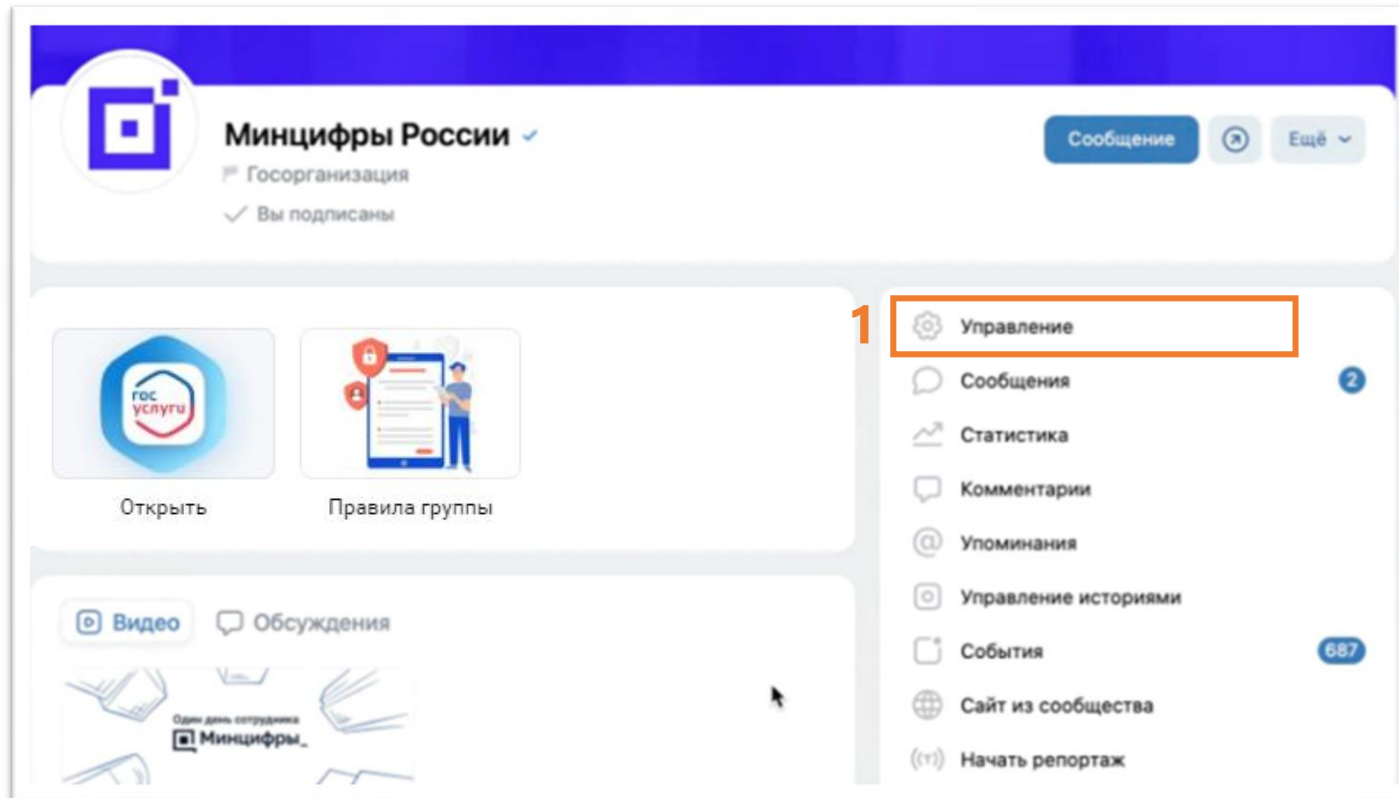 Минцифры России
Сообщение
Ещё
Госорганизация
Вы подписаны
1
Управление
Сообщения 2
Статистика
Комментарии
Упоминания
Управление историями
События 687
Сайт из сообщества
Начать репортаж
гос
услуги
Открыть
Правила группы
Видео
Обсуждения
Один день сотрудника
Минцифры_